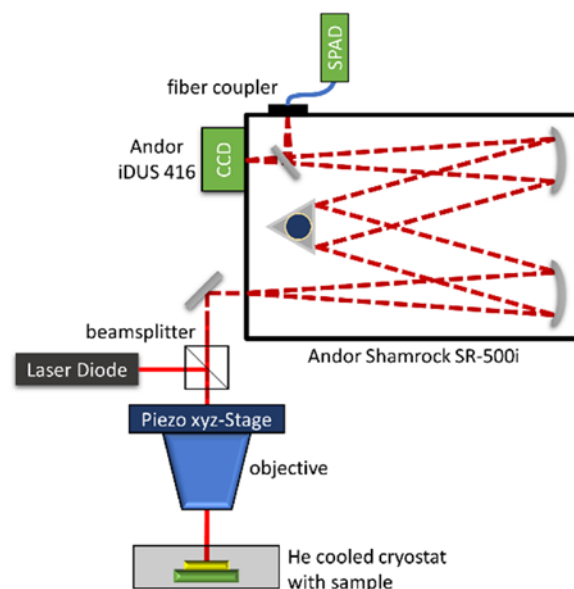 SPAD
fiber coupler
Andor
iDUS 416
CCD
beamsplitter
Andor Shamrock SR-500i
Laser Diode
Piezo xyz-Stage
objective
He cooled cryostat
with sample